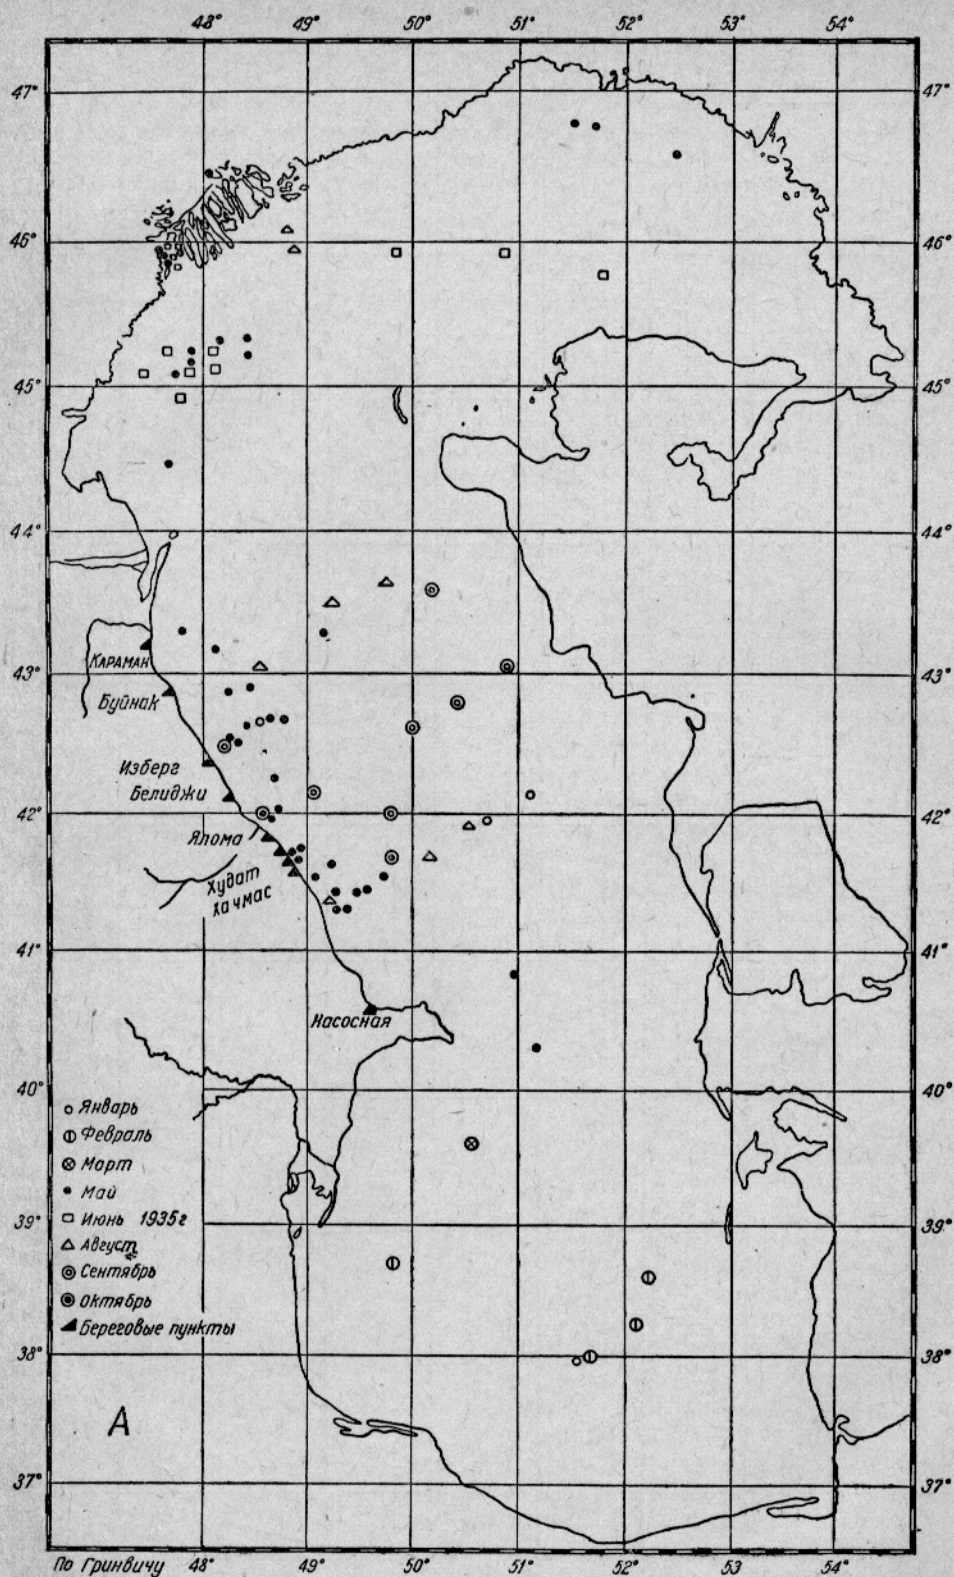 48° 49° 50° 51° 52° 53° 54°
47° 47°
46° 46°
45° 45°
44° 44°
43° 43°
Караман
Буйнак
Изберг
Белиджи
42° 42°
Ялома
Худат
Хачмас
41° 41°
Насосная
40° 40°
Январь
Февраль
Март
Май
39° 39°
Июнь 1935г
Август
Сентябрь
Октябрь
Береговые пункты
38° 38°
А
37° 37°
По Гринвичу 48° 49° 50° 51° 52° 53° 54°